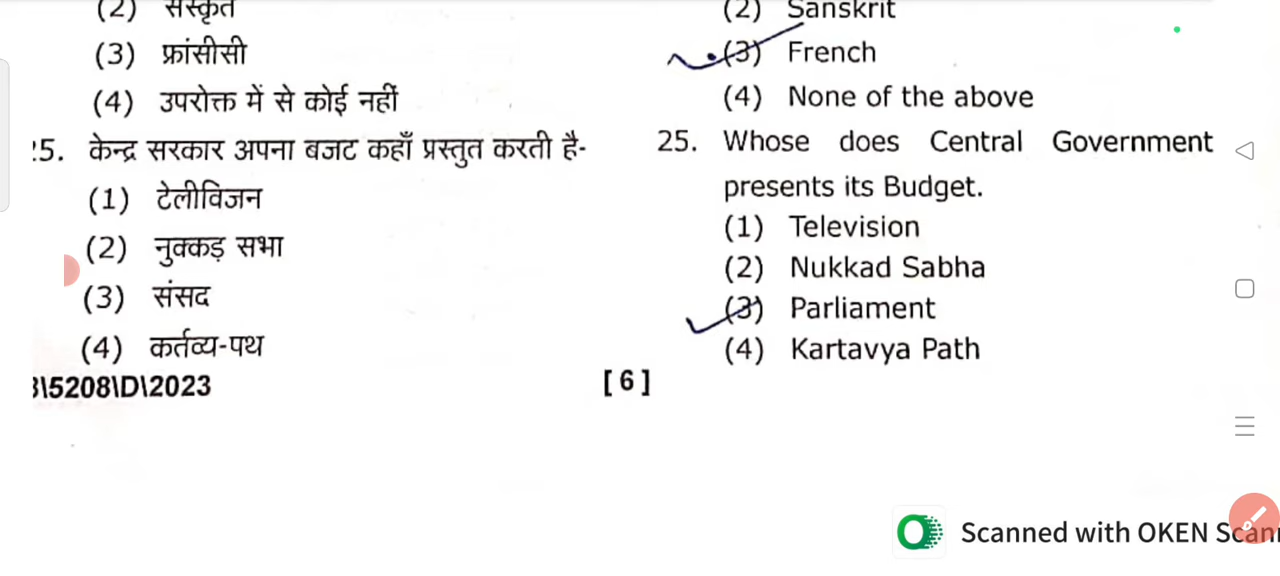 (2) संस्कृत
(3) फ्रांसीसी
(4) उपरोक्त में से कोई नहीं
25. केन्द्र सरकार अपना बजट कहाँ प्रस्तुत करती है-
(1) टेलीविजन
(2) नुक्कड़ सभा
(3) संसद
(4) कर्तव्य-पथ
\5208\D\2023
[ 6 ]
(2) Sanskrit
(3) French
(4) None of the above
25. Whose does Central Government
presents its Budget.
(1) Television
(2) Nukkad Sabha
(3) Parliament
(4) Kartavya Path
Scanned with OKEN Scan